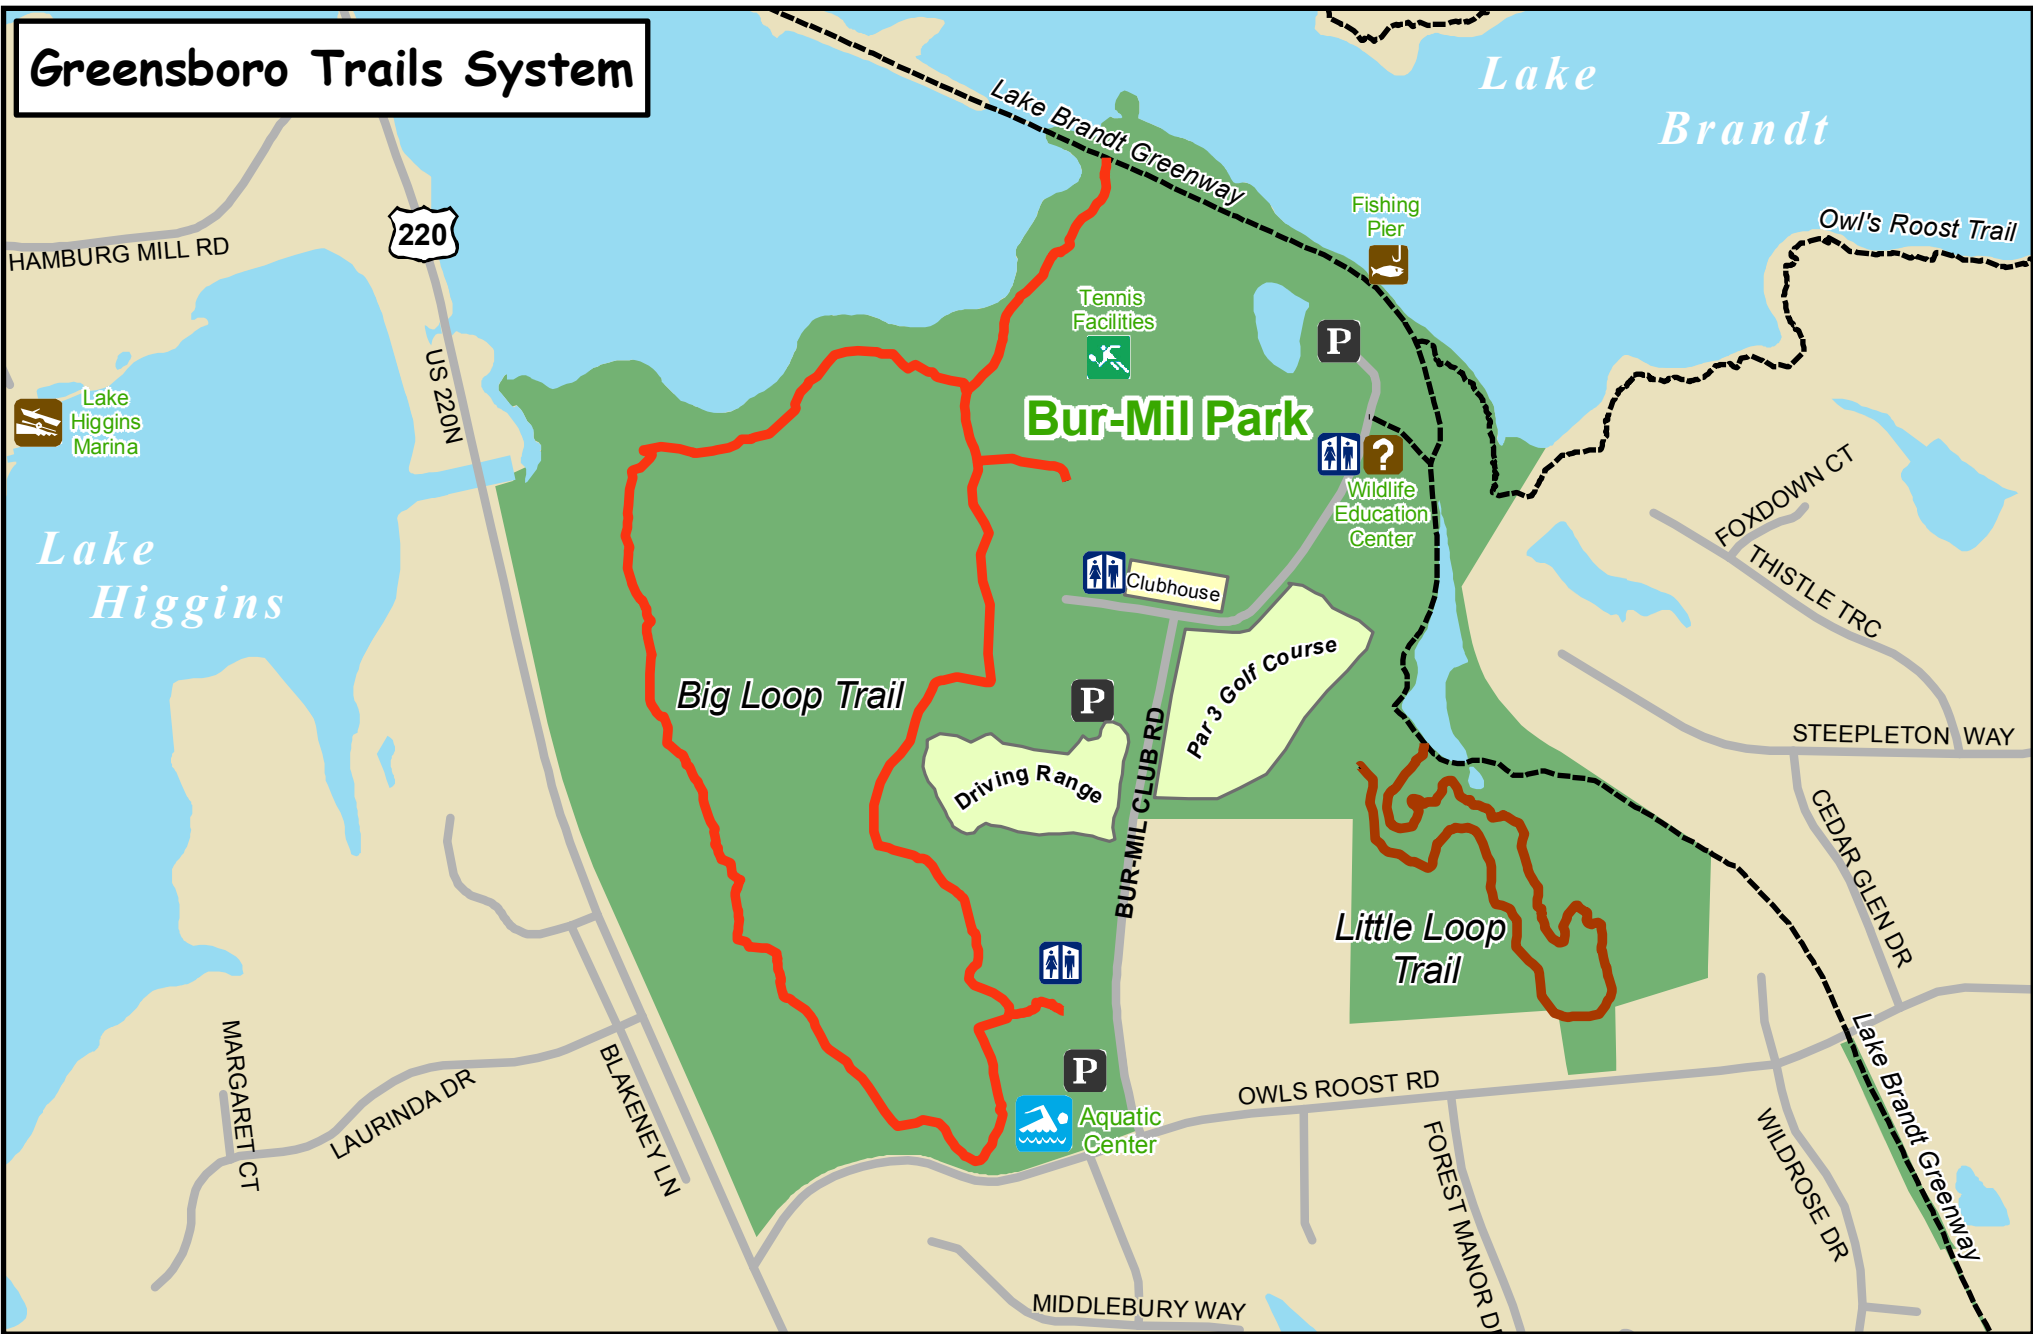 Greensboro Trails System
Lake
Brandt
Lake Brandt Greenway
Fishing
Pier
Owl's Roost Trail
HAMBURG MILL RD
220
US 220N
Tennis
Facilities
P
Lake
Higgins
Marina
Bur-Mil Park
?
Wildlife
Education
Center
FOXDOWN CT
THISTLE TRC
Lake
Higgins
Clubhouse
Par 3 Golf Course
Big Loop Trail
P
STEEPLETON WAY
Driving Range
BUR-MIL CLUB RD
CEDAR GLEN DR
Little Loop
Trail
MARGARET CT
LAURINDA DR
BLAKENEY LN
P
Aquatic
Center
OWLS ROOST RD
Lake Brandt Greenway
FOREST MANOR D
WILDROSE DR
MIDDLEBURY WAY